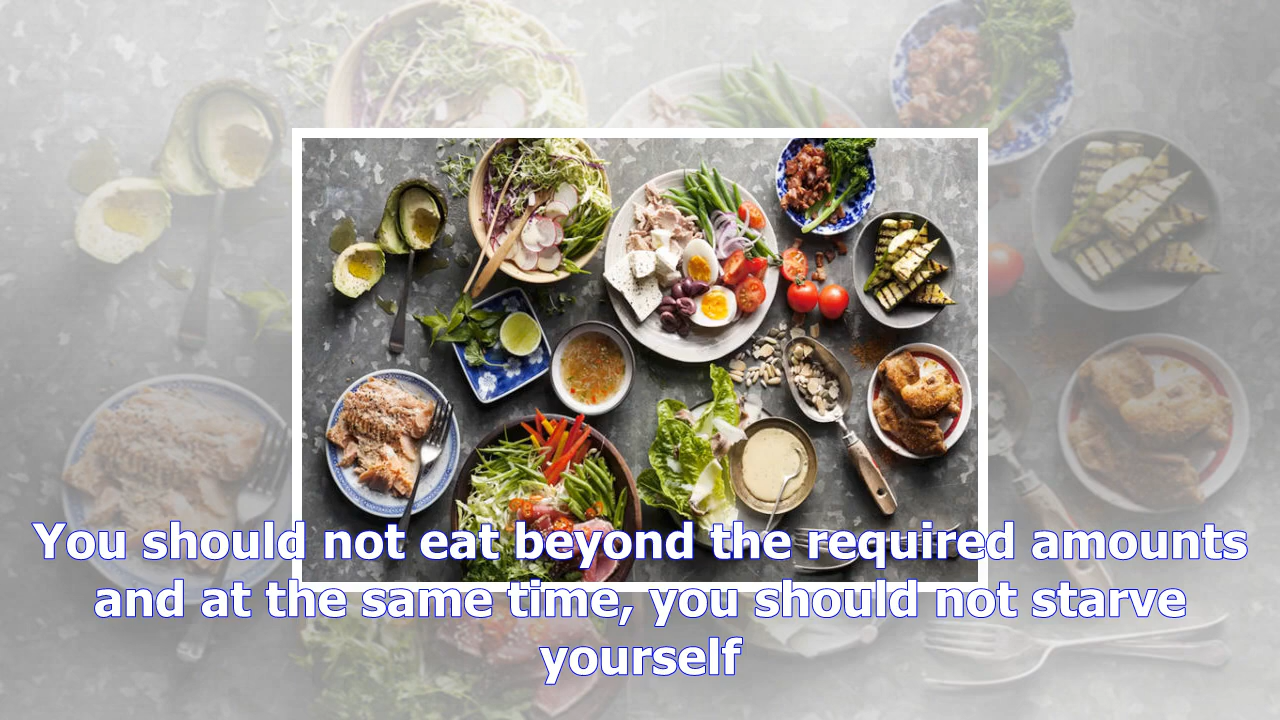 You should not eat beyond the required amounts
and at the same time, you should not starve
yourself